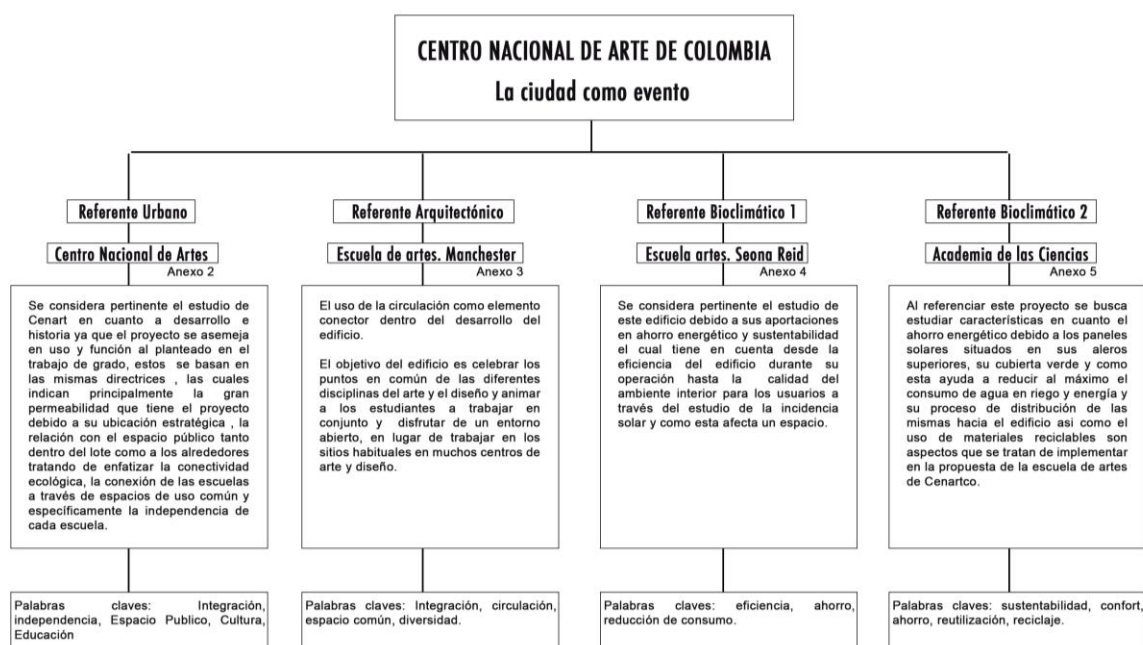 CENTRO NACIONAL DE ARTE DE COLOMBIA
La ciudad como evento
Referente Urbano
Centro Nacional de Artes
Anexo 2
Se considera pertinente el estudio de
Cenart en cuanto a desarrollo e
historia ya que el proyecto se asemeja
en uso y función al planteado en el
trabajo de grado, estos se basan en
las mismas directrices , las cuales
indican principalmente la gran
permeabilidad que tiene el proyecto
debido a su ubicación estratégica , la
relación con el espacio público tanto
dentro del lote como a los alrededores
tratando de enfatizar la conectividad
ecológica, la conexión de las escuelas
a través de espacios de uso común y
específicamente la independencia de
cada escuela.
Palabras claves: Integración,
independencia, Espacio Publico, Cultura,
Educación
Referente Arquitectónico
Escuela de artes. Manchester
Anexo 3
El uso de la circulación como elemento
conector dentro del desarrollo del
edificio.
El objetivo del edificio es celebrar los
puntos en común de las diferentes
disciplinas del arte y el diseño y animar
a los estudiantes a trabajar en
conjunto y disfrutar de un entorno
abierto, en lugar de trabajar en los
sitios habituales en muchos centros de
arte y diseño.
Palabras claves: Integración, circulación,
espacio común, diversidad.
Referente Bioclimático 1
Escuela artes. Seona Reid
Anexo 4
Se considera pertinente el estudio de
este edificio debido a sus aportaciones
en ahorro energético y sustentabilidad
el cual tiene en cuenta desde la
eficiencia del edificio durante su
operación hasta la calidad del
ambiente interior para los usuarios a
través del estudio de la incidencia
solar y como esta afecta un espacio.
Palabras claves: eficiencia, ahorro,
reducción de consumo.
Referente Bioclimático 2
Academia de las Ciencias
Anexo 5
Al referenciar este proyecto se busca
estudiar características en cuanto el
ahorro energético debido a los paneles
solares situados en sus aleros
superiores, su cubierta verde y como
esta ayuda a reducir al máximo el
consumo de agua en riego y energía y
su proceso de distribución de las
mismas hacia el edificio asi como el
uso de materiales reciclables son
aspectos que se tratan de implementar
en la propuesta de la escuela de artes
de Cenartco.
Palabras claves: sustentabilidad, confort,
ahorro, reutilización, reciclaje.